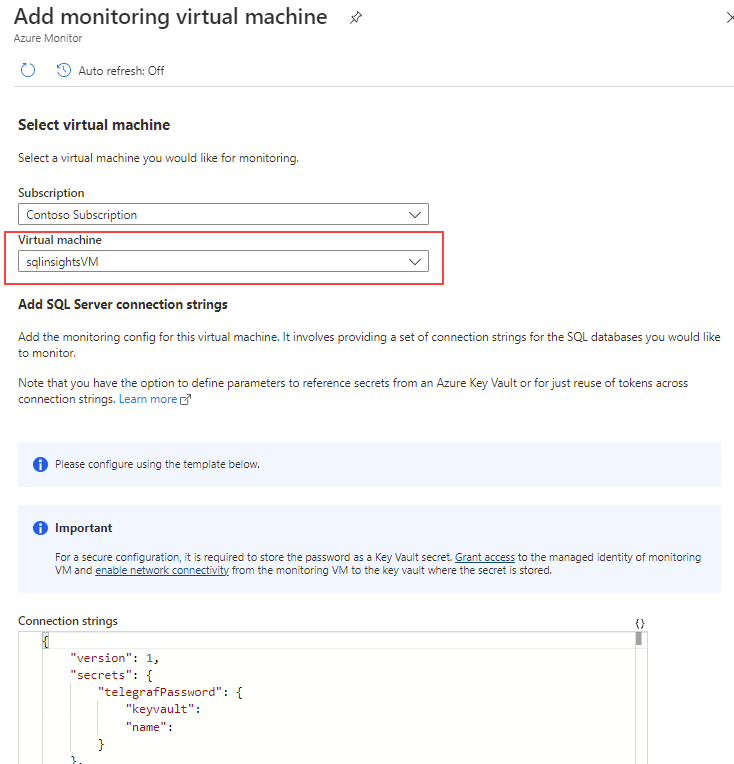 Add monitoring virtual machine
Azure Monitor
Auto refresh: Off
Select virtual machine
Select a virtual machine you would like for monitoring.
Subscription
Contoso Subscription
Virtual machine
sqlinsightsVM
Add SQL Server connection strings
Add the monitoring config for this virtual machine. It involves providing a set of connection strings for the SQL databases you would like
to monitor.
Note that you have the option to define parameters to reference secrets from an Azure Key Vault or for just reuse of tokens across
connection strings. Learn more
Please configure using the template below.
Important
For a secure configuration, it is required to store the password as a Key Vault secret. Grant access to the managed identity of monitoring
VM and enable network connectivity from the monitoring VM to the key vault where the secret is stored.
Connection strings
{}
{
"version": 1,
"secrets": {
"telegrafPassword": {
"keyvault":
"name":
}
},